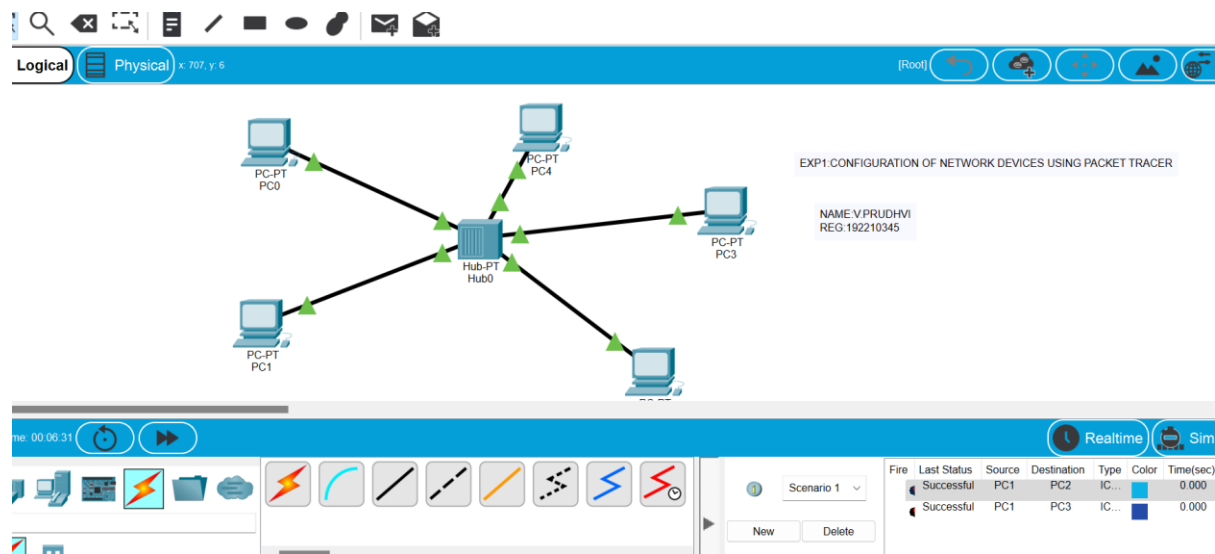 Logical
Physical
x: 707, y: 6
[Root]
PC-PT
PC0
PC-PT
PC4
EXP1:CONFIGURATION OF NETWORK DEVICES USING PACKET TRACER
NAME:V.PRUDHVI
REG:192210345
PC-PT
PC3
Hub-PT
Hub0
PC-PT
PC1
me: 00:06:31
Realtime
Sim
Fire Last Status Source Destination Type Color Time(sec)
Successful PC1 PC2 IC... 0.000
Successful PC1 PC3 IC... 0.000
Scenario 1
New
Delete